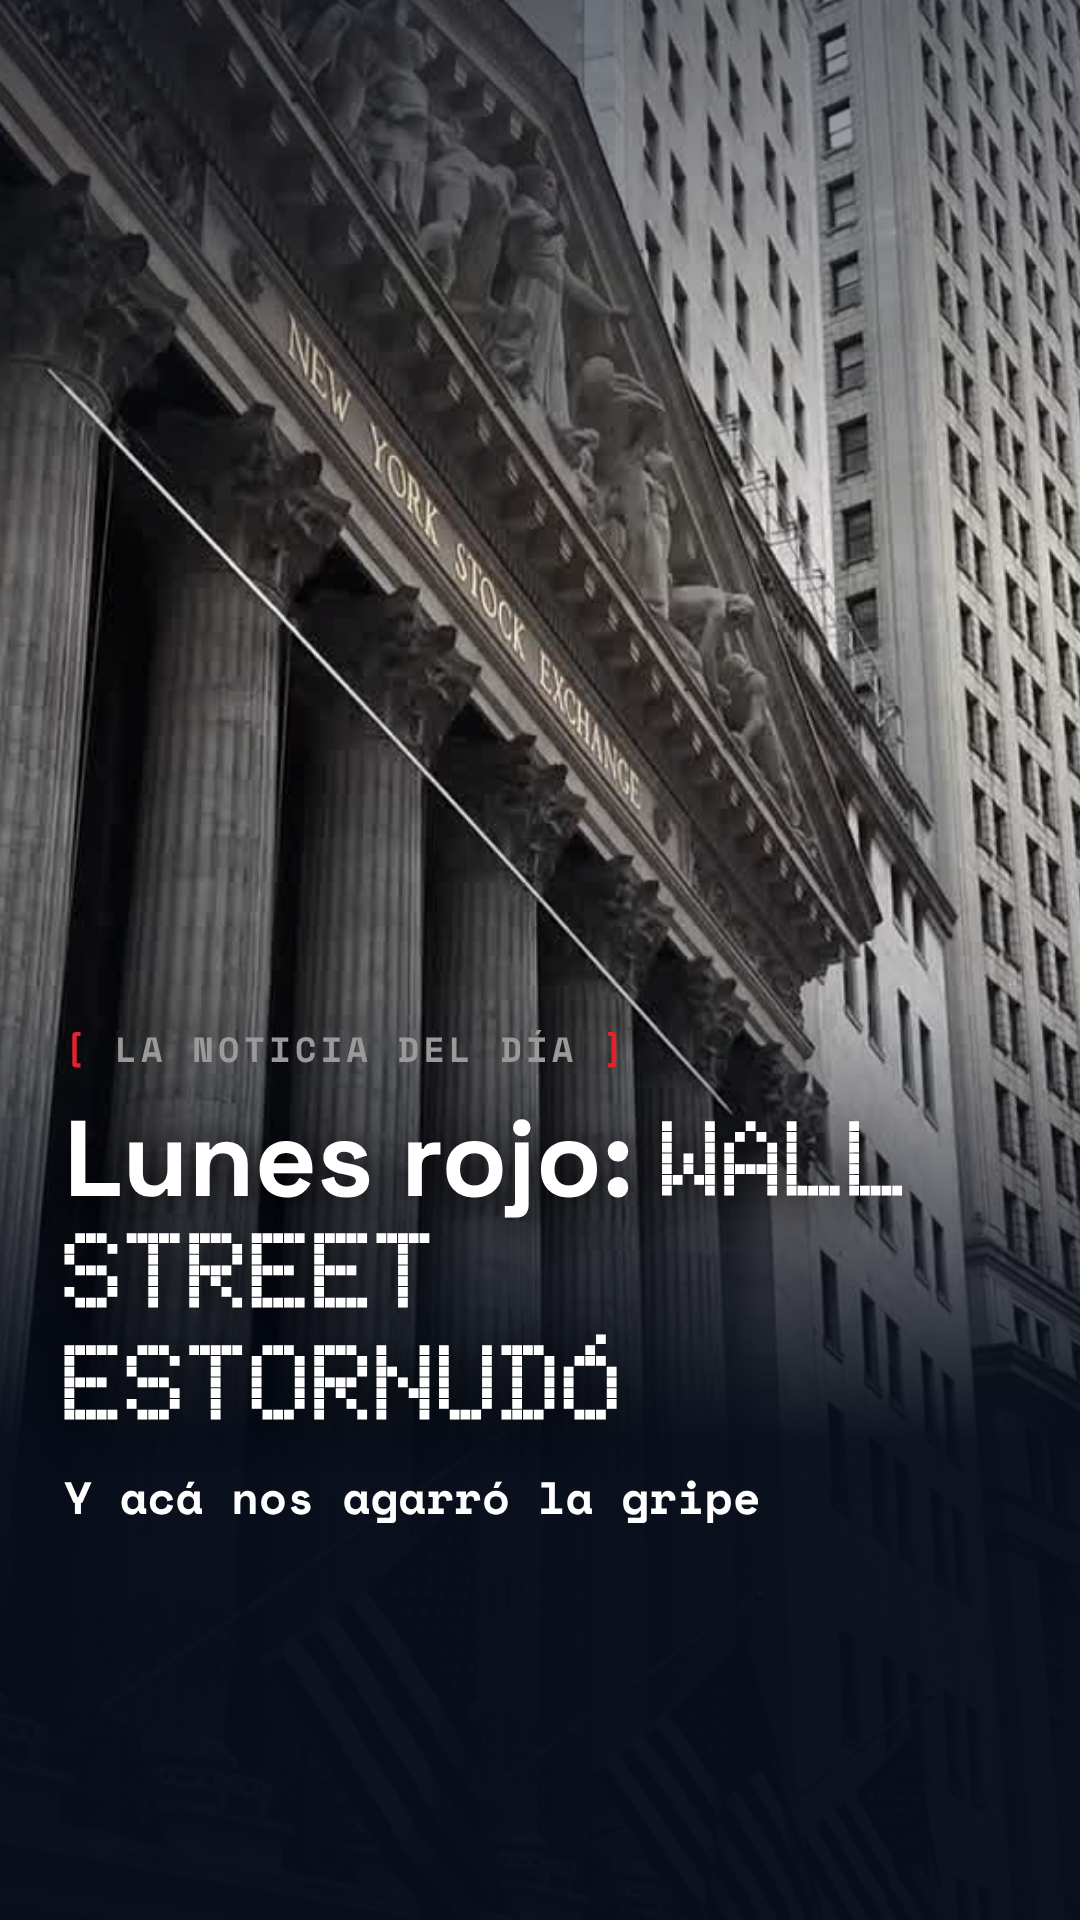 NEW YORK STOCK EXCHANGE
[ LA NOTICIA DEL DÍA ]
Lunes rojo: WALL
STREET
ESTORNUDÓ
Y acá nos agarró la gripe